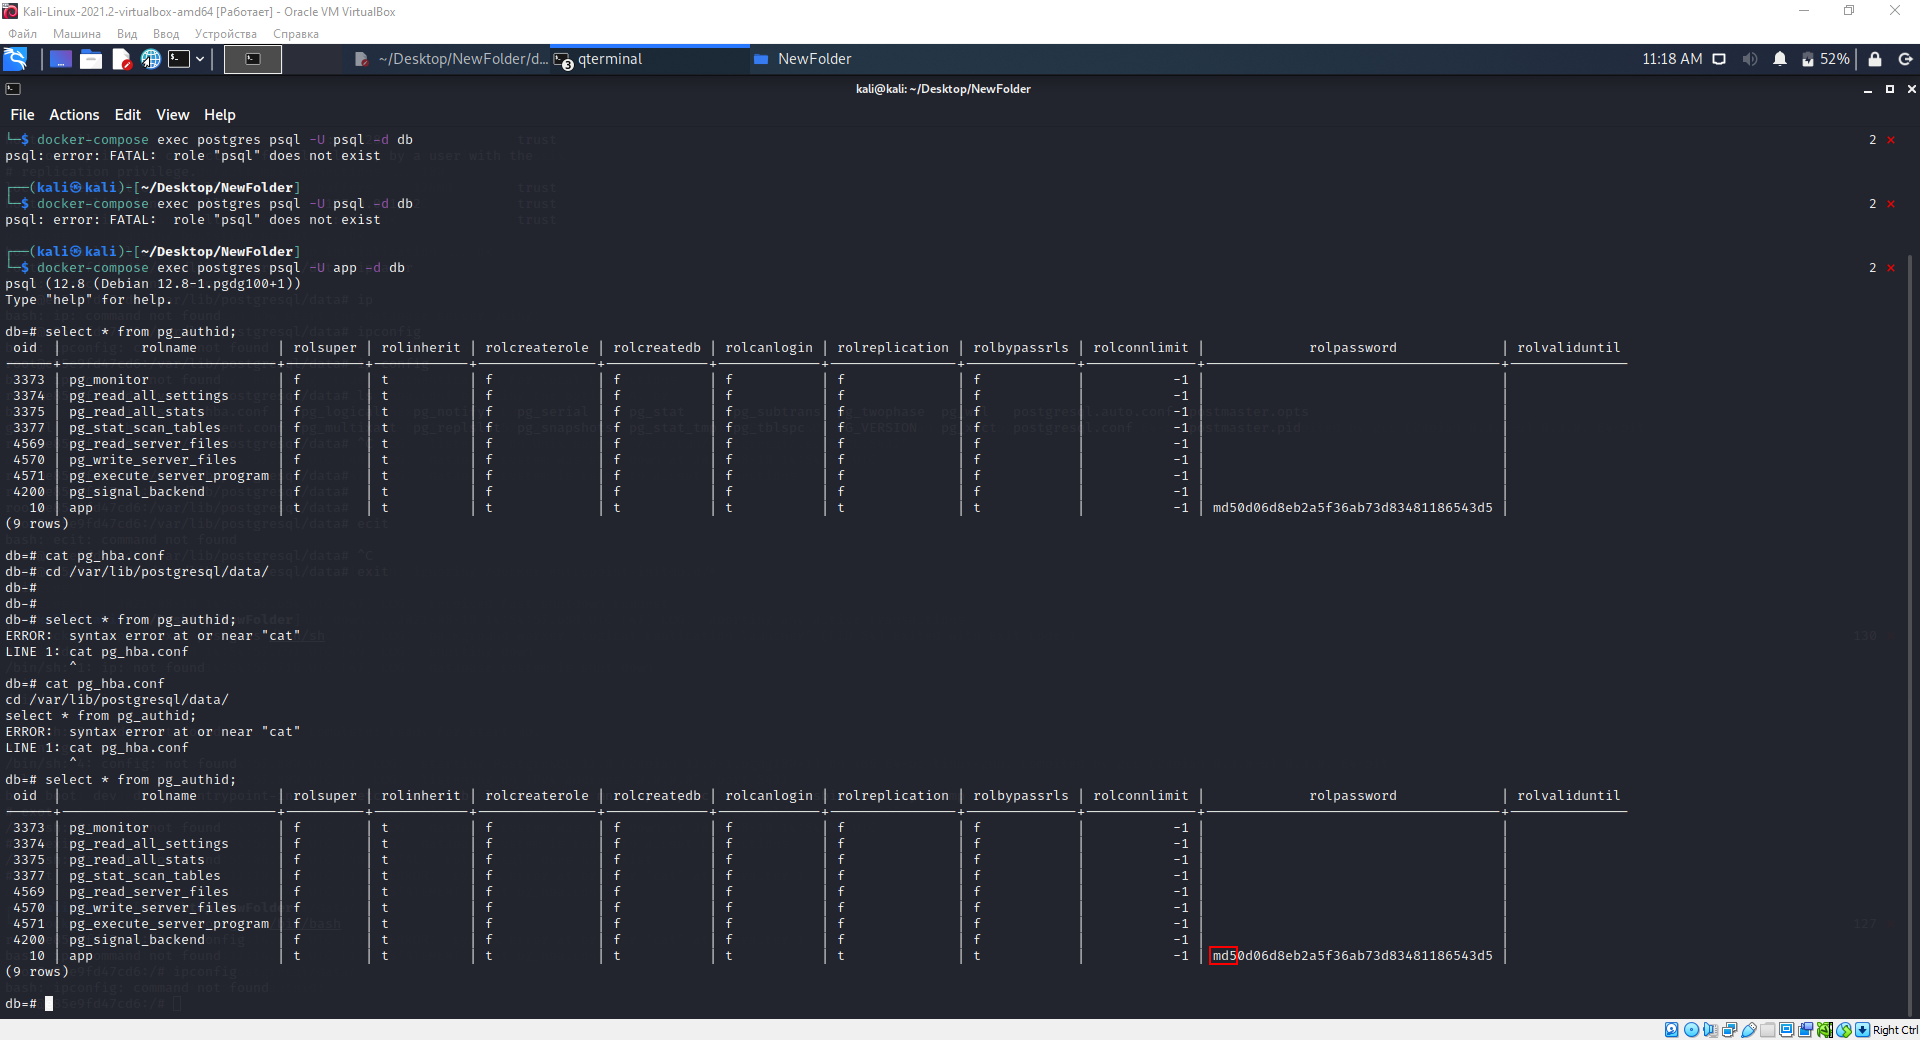 Kali-Linux-2021.2-virtualbox-amd64 [Работает] - Oracle VM VirtualBox
Файл Машина Вид Ввод Устройства Справка
~/Desktop/NewFolder/d... qterminal NewFolder 11:18 AM 52%
3
kali@kali: ~/Desktop/NewFolder
File Actions Edit View Help
└─$ docker-compose exec postgres psql -U psql -d db 2 ⨯
psql: error: FATAL:  role "psql" does not exist
┌──(kali㉿kali)-[~/Desktop/NewFolder]
└─$ docker-compose exec postgres psql -U psql -d db 2 ⨯
psql: error: FATAL:  role "psql" does not exist
┌──(kali㉿kali)-[~/Desktop/NewFolder]
└─$ docker-compose exec postgres psql -U app -d db 2 ⨯
psql (12.8 (Debian 12.8-1.pgdg100+1))
Type "help" for help.
db=# select * from pg_authid;
oid | rolname | rolsuper | rolinherit | rolcreaterole | rolcreatedb | rolcanlogin | rolreplication | rolbypassrls | rolconnlimit | rolpassword | rolvaliduntil
3373 | pg_monitor | f | t | f | f | f | f | f | -1 | |
3374 | pg_read_all_settings | f | t | f | f | f | f | f | -1 | |
3375 | pg_read_all_stats | f | t | f | f | f | f | f | -1 | |
3377 | pg_stat_scan_tables | f | t | f | f | f | f | f | -1 | |
4569 | pg_read_server_files | f | t | f | f | f | f | f | -1 | |
4570 | pg_write_server_files | f | t | f | f | f | f | f | -1 | |
4571 | pg_execute_server_program | f | t | f | f | f | f | f | -1 | |
4200 | pg_signal_backend | f | t | f | f | f | f | f | -1 | |
10 | app | t | t | t | t | t | t | t | -1 | md50d06d8eb2a5f36ab73d83481186543d5 |
(9 rows)
db=# cat pg_hba.conf
db-# cd /var/lib/postgresql/data/
db-#
db-#
db-# select * from pg_authid;
ERROR:  syntax error at or near "cat"
LINE 1: cat pg_hba.conf
^
db=# cat pg_hba.conf
cd /var/lib/postgresql/data/
select * from pg_authid;
ERROR:  syntax error at or near "cat"
LINE 1: cat pg_hba.conf
^
db=# select * from pg_authid;
oid | rolname | rolsuper | rolinherit | rolcreaterole | rolcreatedb | rolcanlogin | rolreplication | rolbypassrls | rolconnlimit | rolpassword | rolvaliduntil
3373 | pg_monitor | f | t | f | f | f | f | f | -1 | |
3374 | pg_read_all_settings | f | t | f | f | f | f | f | -1 | |
3375 | pg_read_all_stats | f | t | f | f | f | f | f | -1 | |
3377 | pg_stat_scan_tables | f | t | f | f | f | f | f | -1 | |
4569 | pg_read_server_files | f | t | f | f | f | f | f | -1 | |
4570 | pg_write_server_files | f | t | f | f | f | f | f | -1 | |
4571 | pg_execute_server_program | f | t | f | f | f | f | f | -1 | |
4200 | pg_signal_backend | f | t | f | f | f | f | f | -1 | |
10 | app | t | t | t | t | t | t | t | -1 | md50d06d8eb2a5f36ab73d83481186543d5 |
(9 rows)
db=#
Right Ctrl